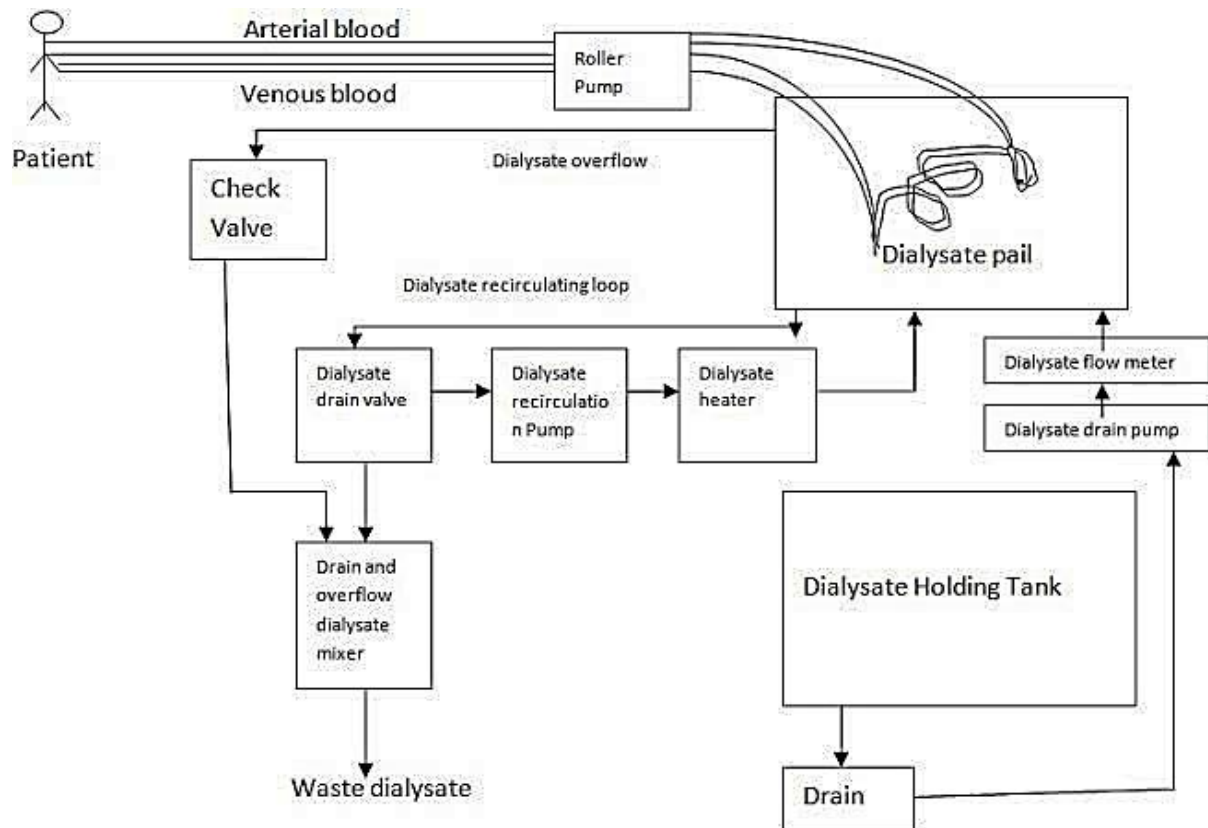 Arterial blood
Roller
Pump
Venous blood
Patient
Dialysate overflow
Check
Valve
Dialysate pail
Dialysate recirculating loop
Dialysate
drain valve
Dialysate
recirculatio
n Pump
Dialysate
heater
Dialysate flow meter
Dialysate drain pump
Drain and
overflow
dialysate
mixer
Dialysate Holding Tank
Waste dialysate
Drain